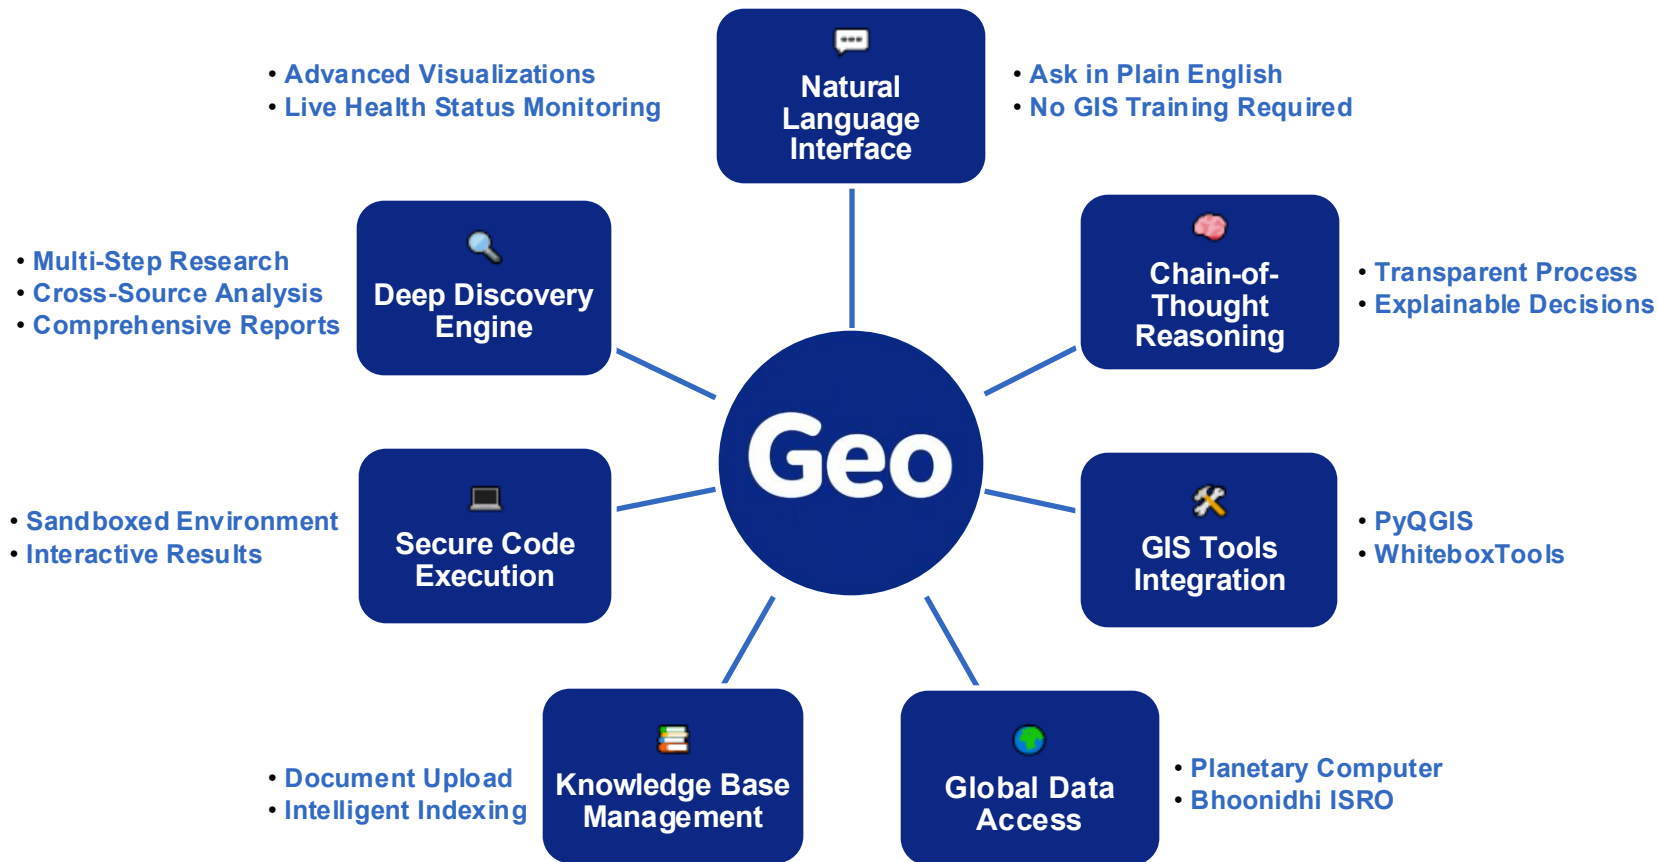 • Advanced Visualizations
• Live Health Status Monitoring
Natural
Language
Interface
• Ask in Plain English
• No GIS Training Required
• Multi-Step Research
• Cross-Source Analysis
• Comprehensive Reports
Deep Discovery
Engine
Chain-of-
Thought
Reasoning
• Transparent Process
• Explainable Decisions
Geo
• Sandboxed Environment
• Interactive Results
Secure Code
Execution
GIS Tools
Integration
• PyQGIS
• WhiteboxTools
• Document Upload
• Intelligent Indexing
Knowledge Base
Management
Global Data
Access
• Planetary Computer
• Bhoonidhi ISRO